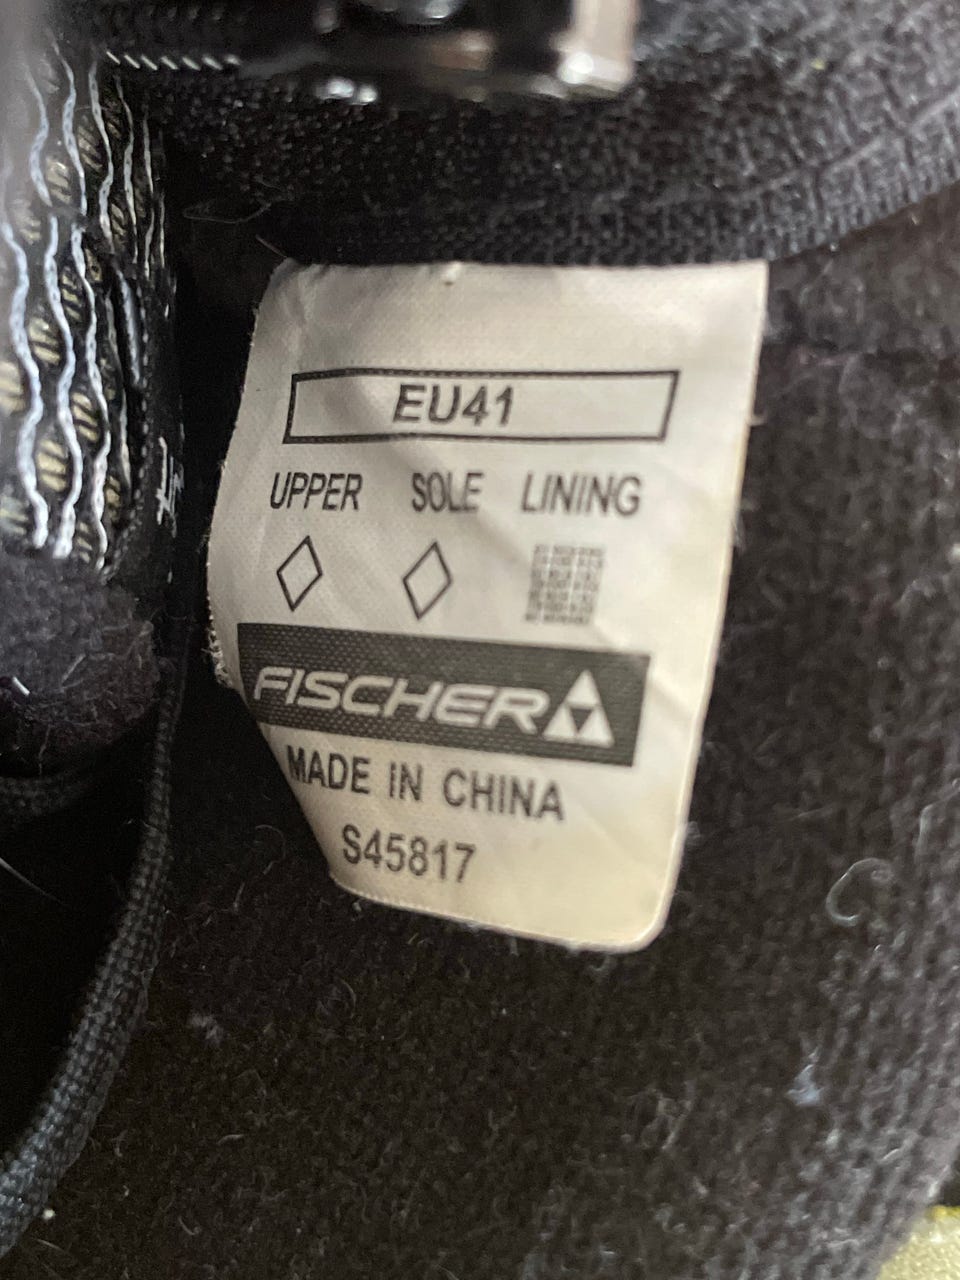 EU41
UPPER SOLE LINING
FISCHER
MADE IN CHINA
S45817